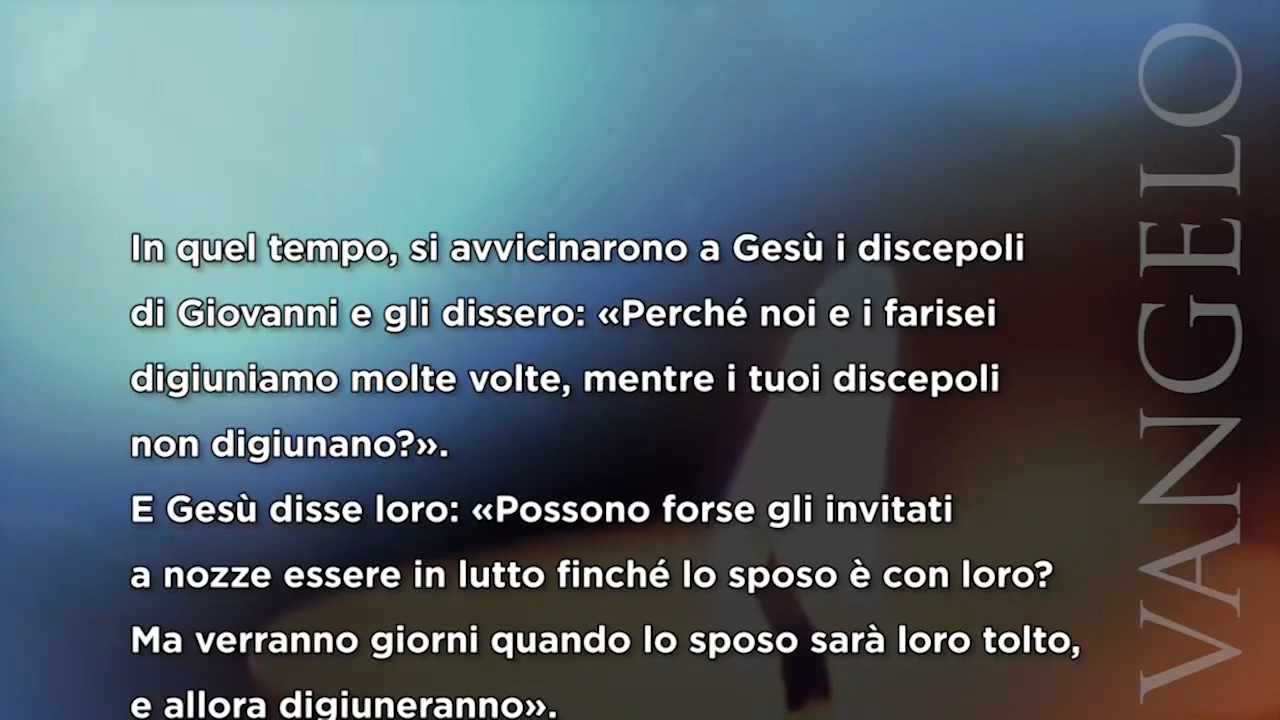 In quel tempo, si avvicinarono a Gesù i discepoli
di Giovanni e gli dissero: «Perché noi e i farisei
digiuniamo molte volte, mentre i tuoi discepoli
non digiunano?».
E Gesù disse loro: «Possono forse gli invitati
a nozze essere in lutto finché lo sposo è con loro?
Ma verranno giorni quando lo sposo sarà loro tolto,
e allora digiuneranno».
VANGELO